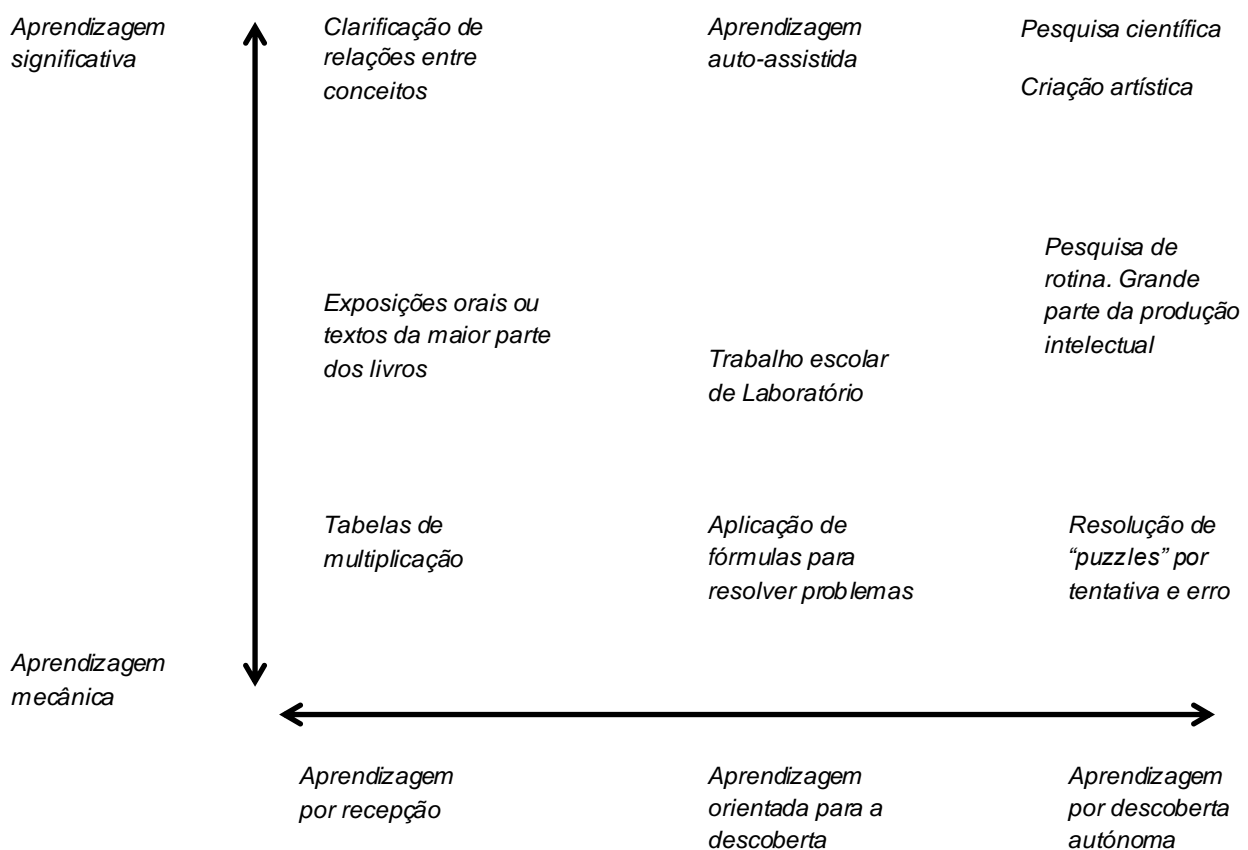 Aprendizagem
significativa
Clarificação de
relações entre
conceitos
Aprendizagem
auto-assistida
Pesquisa científica
Criação artística
Exposições orais ou
textos da maior parte
dos livros
Trabalho escolar
de Laboratório
Pesquisa de
rotina. Grande
parte da produção
intelectual
Tabelas de
multiplicação
Aplicação de
fórmulas para
resolver problemas
Resolução de
“puzzles” por
tentativa e erro
Aprendizagem
mecânica
Aprendizagem
por recepção
Aprendizagem
orientada para a
descoberta
Aprendizagem
por descoberta
autónoma